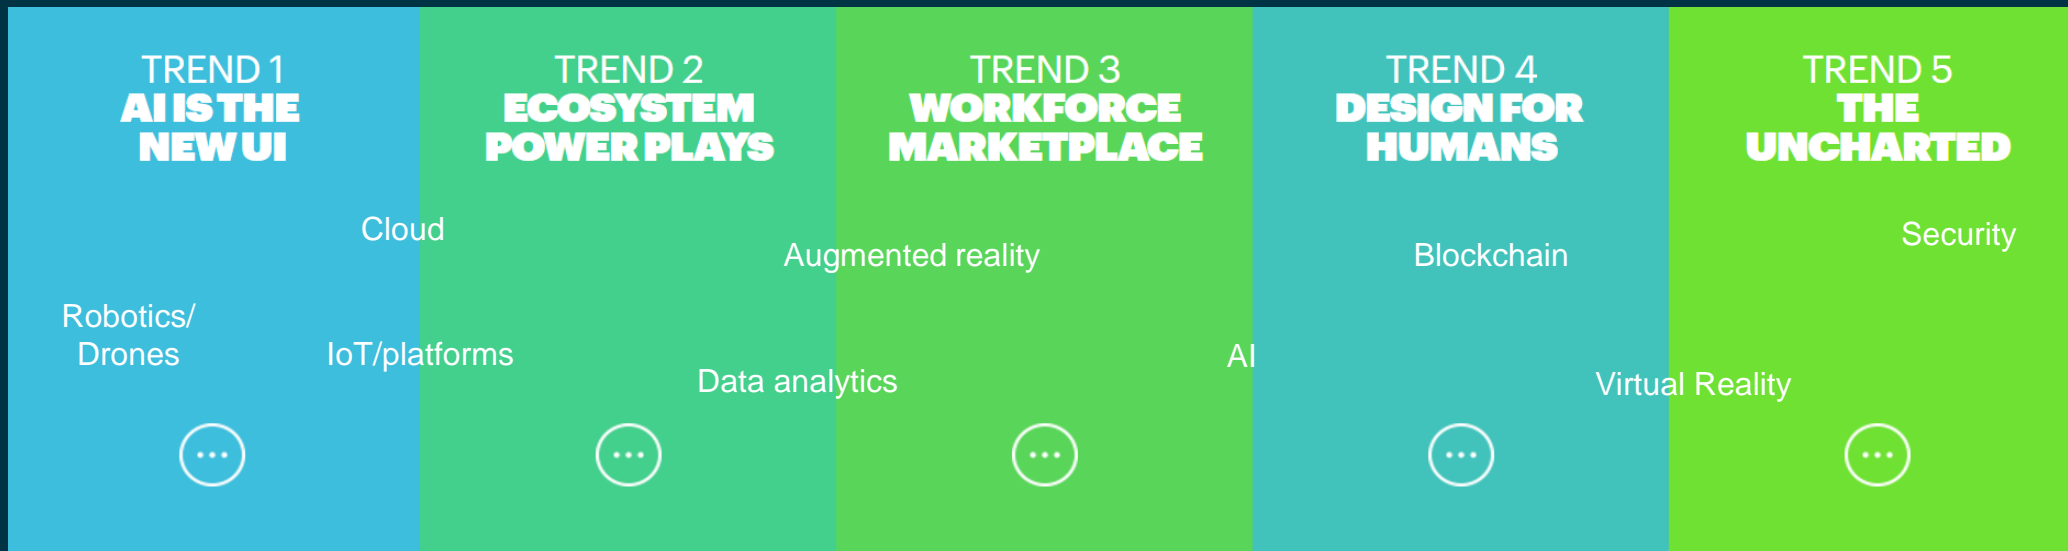 TREND 1
AI IS THE
NEW UI
TREND 2
ECOSYSTEM
POWER PLAYS
TREND 3
WORKFORCE
MARKETPLACE
TREND 4
DESIGN FOR
HUMANS
TREND 5
THE
UNCHARTED
Cloud
Augmented reality
Blockchain
Security
Robotics/
Drones
IoT/platforms
Data analytics
AI
Virtual Reality